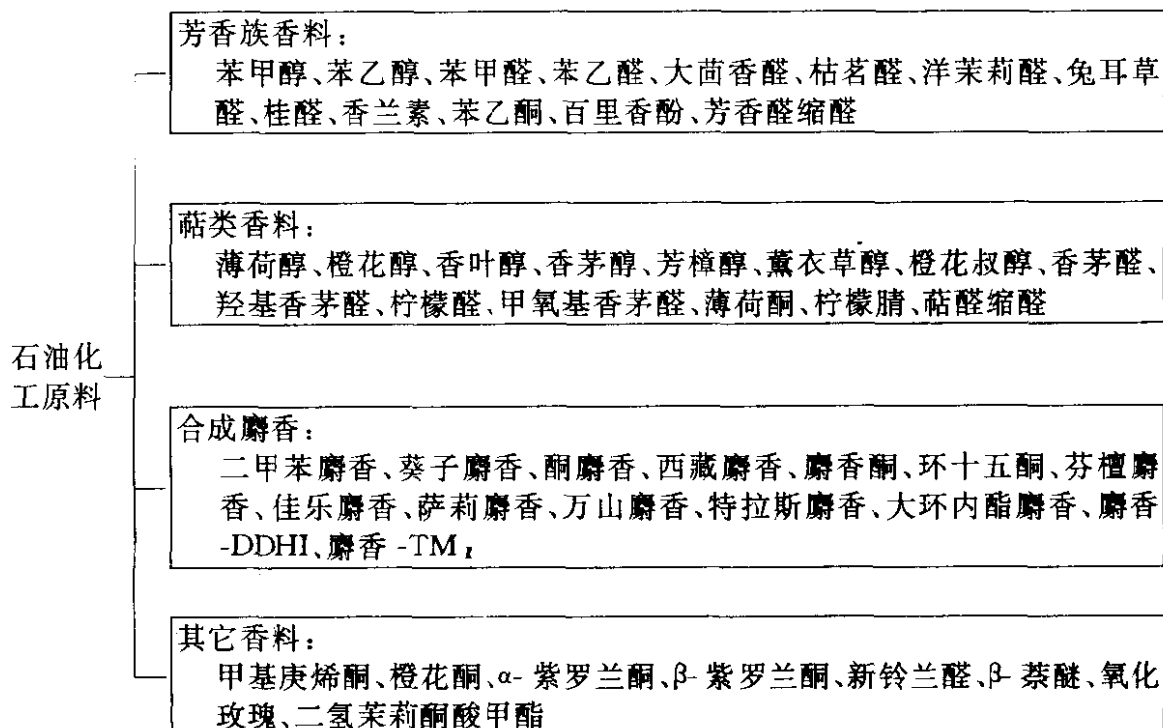 芳香族香料：
苯甲醇、苯乙醇、苯甲醛、苯乙醛、大茴香醛、枯茗醛、洋茉莉醛、兔耳草
醛、桂醛、香兰素、苯乙酮、百里香酚、芳香醛缩醛
萜类香料：
薄荷醇、橙花醇、香叶醇、香茅醇、芳樟醇、薰衣草醇、橙花叔醇、香茅醛、
羟基香茅醛、柠檬醛、甲氧基香茅醛、薄荷酮、柠檬腈、萜醛缩醛
石油化
工原料
合成麝香：
二甲苯麝香、葵子麝香、酮麝香、西藏麝香、麝香酮、环十五酮、芬檀麝
香、佳乐麝香、萨莉麝香、万山麝香、特拉斯麝香、大环内酯麝香、麝香
-DDHI、麝香-TM
其它香料：
甲基庚烯酮、橙花酮、α-紫罗兰酮、β-紫罗兰酮、新铃兰醛、β-萘醚、氧化
玫瑰、二氢茉莉酮酸甲酯